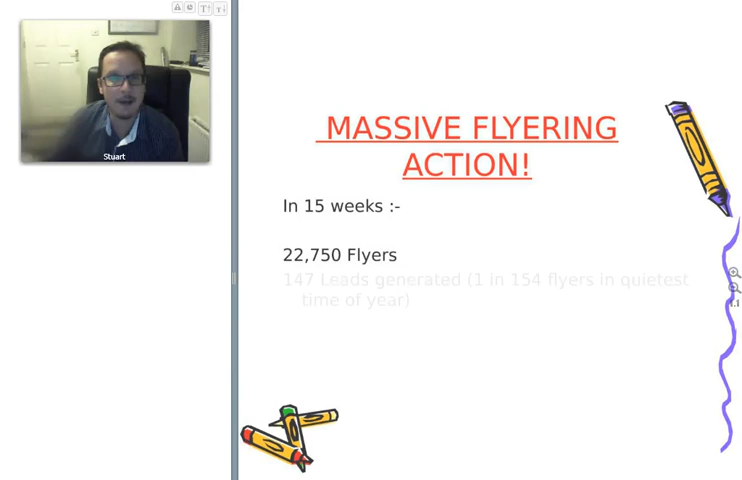 Stuart
MASSIVE FLYERING
ACTION!
In 15 weeks :-
22,750 Flyers
147 Leads generated (1 in 154 flyers in quietest
time of year)